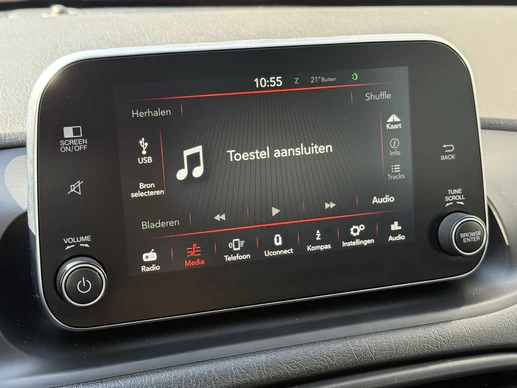 10:55 Z 21° Buiten
Herhalen
Shuffle
SCREEN
ON/OFF
USB
Toestel aansluiten
Kaart
i
Info
BACK
Bron
selecteren
Tracks
Audio
TUNE
SCROLL
Bladeren
VOLUME
Radio
Media
Telefoon
Uconnect
Z
Kompas
Instellingen
Audio
BROWSE
ENTER